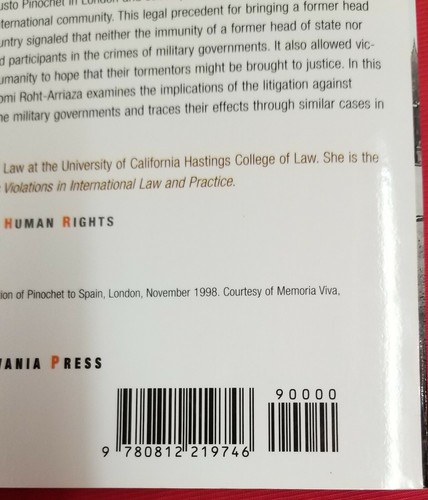 usto Pinochet in London and
ternational community. This legal precedent for bringing a former head
untry signaled that neither the immunity of a former head of state nor
d participants in the crimes of military governments. It also allowed vic-
umanity to hope that their tormentors might be brought to justice. In this
omi Roht-Arriaza examines the implications of the litigation against
ne military governments and traces their effects through similar cases in
Law at the University of California Hastings College of Law. She is the
Violations in International Law and Practice.
HUMAN RIGHTS
ion of Pinochet to Spain, London, November 1998. Courtesy of Memoria Viva,
VANIA PRESS
90000
9 780812 219746